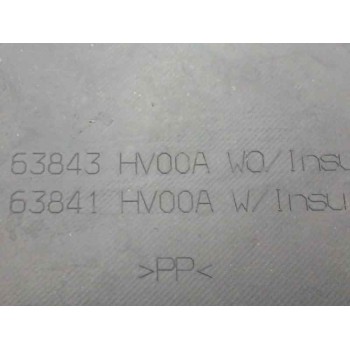 63843 HV00A WO/Insu
63841 HV00A W/Insu
>PP<